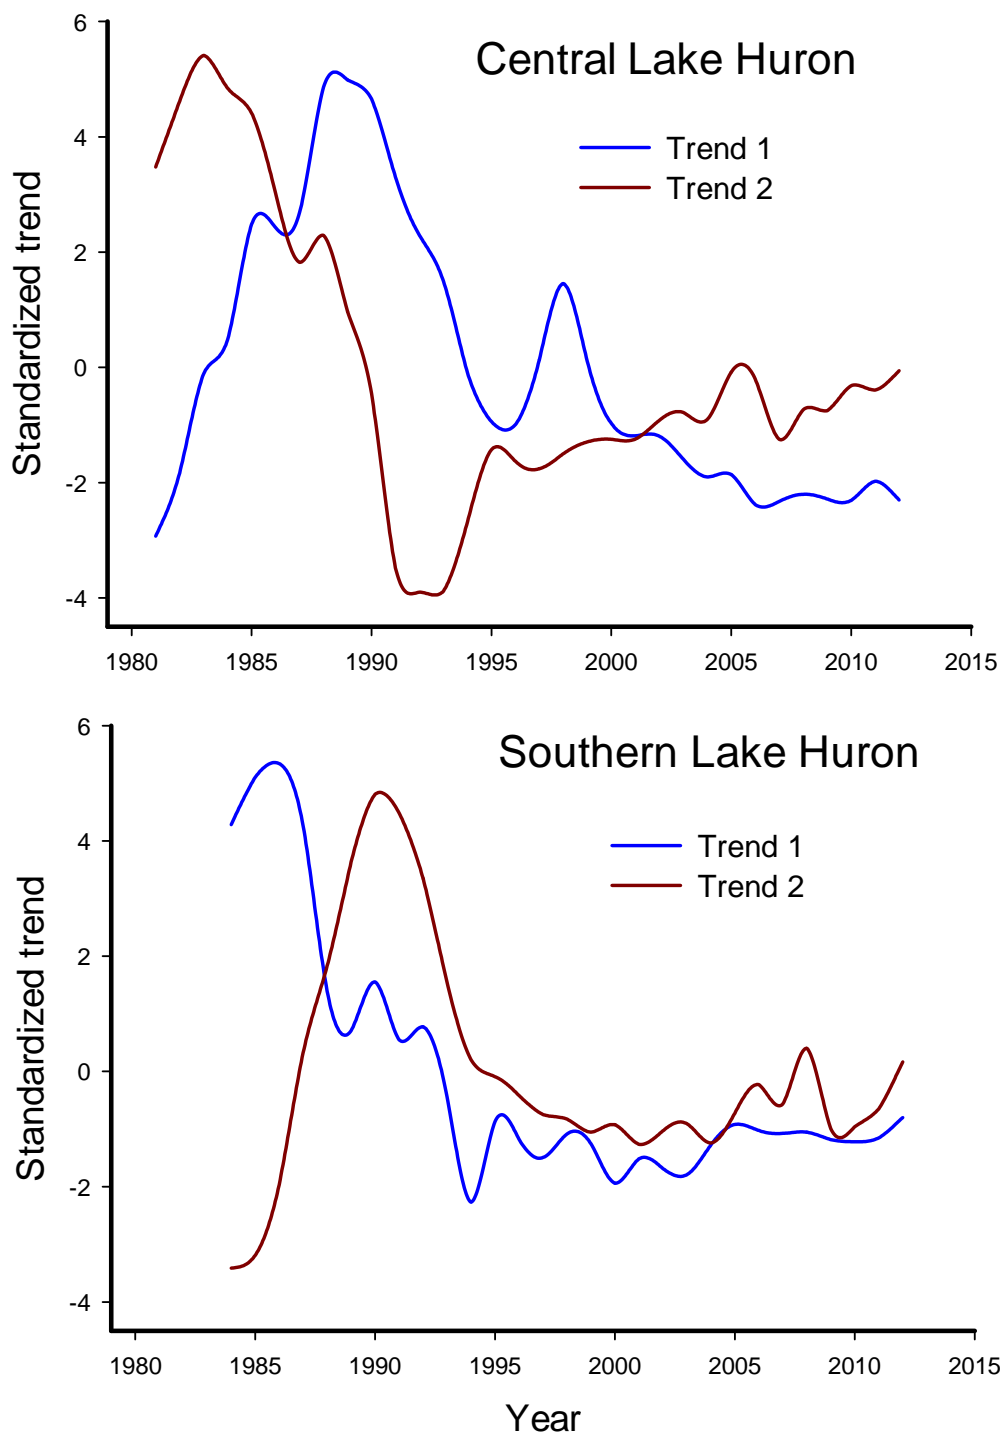 Central Lake Huron
Trend 1
Trend 2
Standardized trend
6
4
2
0
-2
-4
1980 1985 1990 1995 2000 2005 2010 2015
Southern Lake Huron
Trend 1
Trend 2
Standardized trend
6
4
2
0
-2
-4
1980 1985 1990 1995 2000 2005 2010 2015
Year